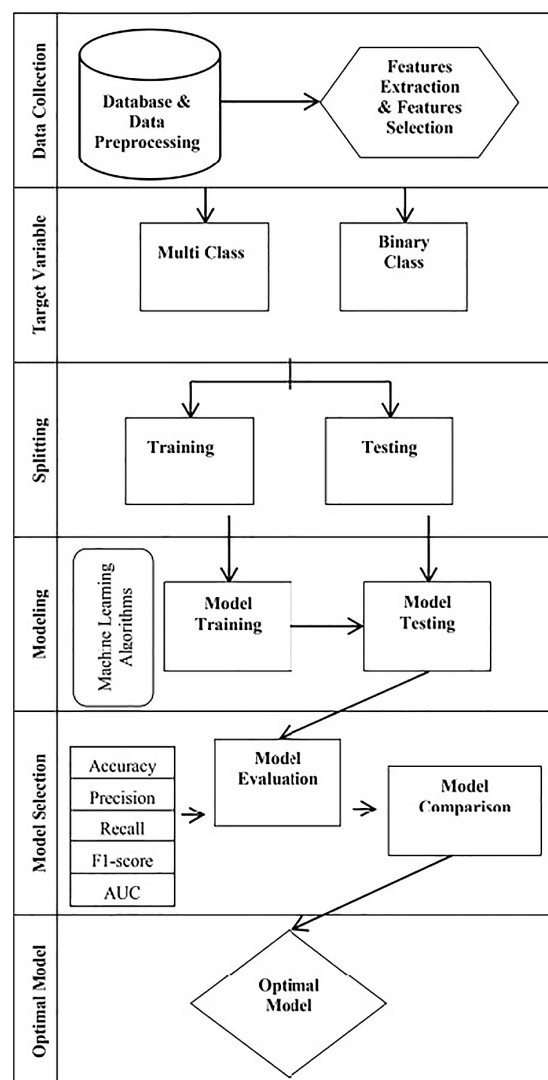 Data Collection
Database &
Data
Preprocessing
Features
Extraction
& Features
Selection
Target Variable
Multi Class
Binary
Class
Splitting
Training
Testing
Modeling
Machine Learning
Algorithms
Model
Training
Model
Testing
Model Selection
Accuracy
Precision
Recall
F1-score
AUC
Model
Evaluation
Model
Comparison
Optimal Model
Optimal
Model